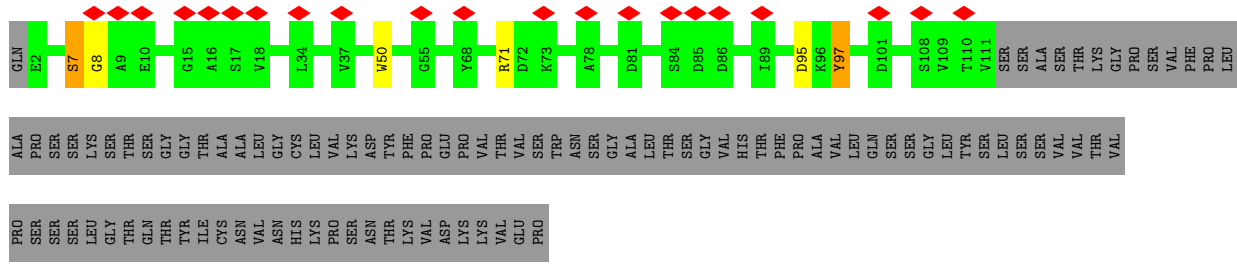 GLN E2 S7 G8 A9 E10 G15 A16 S17 V18 L34 V37 W50 G55 Y68 R71 D72 K73 A78 D81 S84 D85 D86 I89 D95 K96 Y97 D101 S108 V109 T110 V111 SER SER ALA SER THR LYS GLY PRO SER VAL PHE PRO LEU
ALA PRO SER SER LYS SER THR SER GLY GLY THR ALA ALA LEU GLY CYS LEU VAL LYS ASP TYR PHE PRO GLU PRO VAL THR VAL SER TRP ASN SER GLY ALA LEU THR SER GLY VAL HIS THR PHE PRO ALA VAL LEU GLN SER SER GLY LEU TYR SER LEU SER SER VAL VAL THR VAL
PRO SER SER SER LEU GLY THR GLN THR TYR ILE CYS ASN VAL ASN HIS LYS PRO SER ASN THR LYS VAL ASP LYS LYS VAL GLU PRO